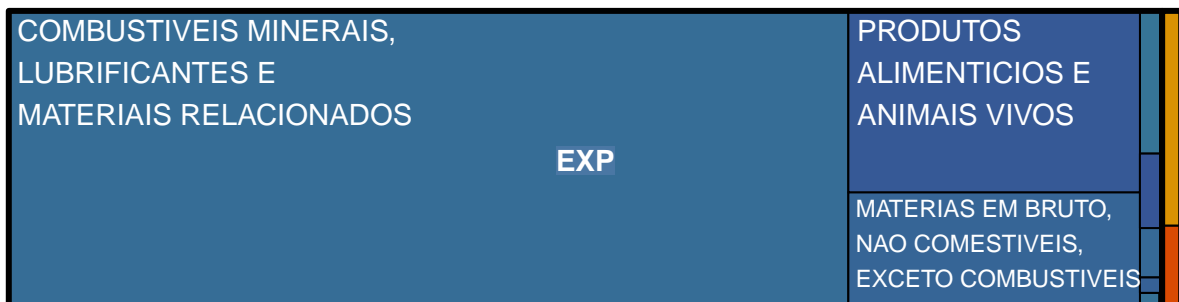 COMBUSTIVEIS MINERAIS,
LUBRIFICANTES E
MATERIAIS RELACIONADOS
EXP
PRODUTOS
ALIMENTICIOS E
ANIMAIS VIVOS
MATERIAS EM BRUTO,
NAO COMESTIVEIS,
EXCETO COMBUSTIVEIS